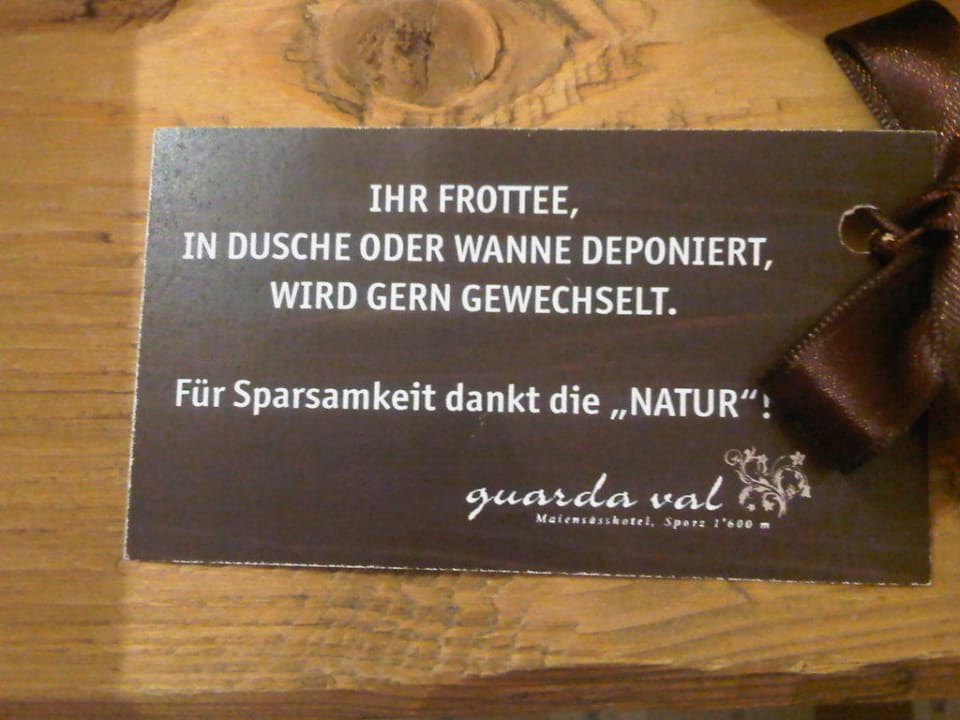 IHR FROTTEE,
IN DUSCHE ODER WANNE DEPONIERT,
WIRD GERN GEWECHSELT.
Für Sparsamkeit dankt die „NATUR“!
guarda val
Maiensässhotel, Sporz 1'600 m